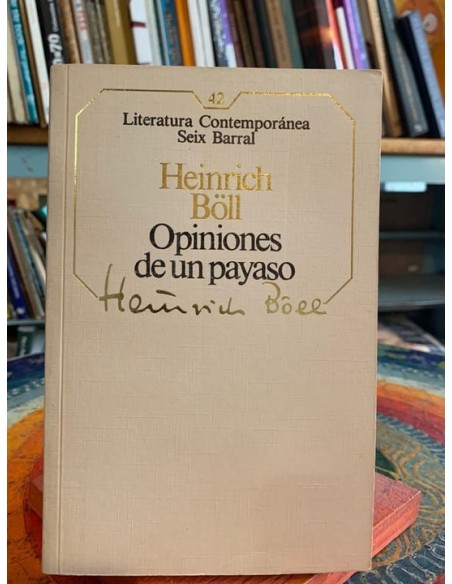 42
Literatura Contemporánea
Seix Barral
Heinrich
Böll
Opiniones
de un payaso
Heinrich Böll